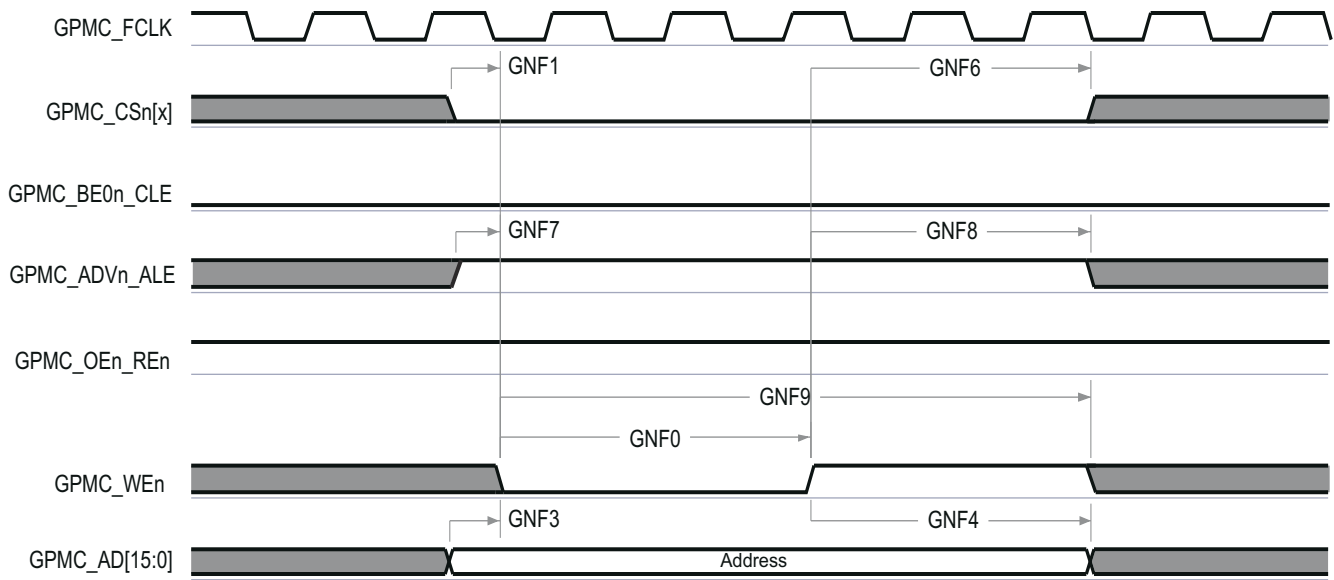 GPMC_FCLK
GNF1
GNF6
GPMC_CSn[x]
GPMC_BE0n_CLE
GNF7
GNF8
GPMC_ADVn_ALE
GPMC_OEn_REn
GNF9
GNF0
GPMC_WEn
GNF3
GNF4
GPMC_AD[15:0]
Address